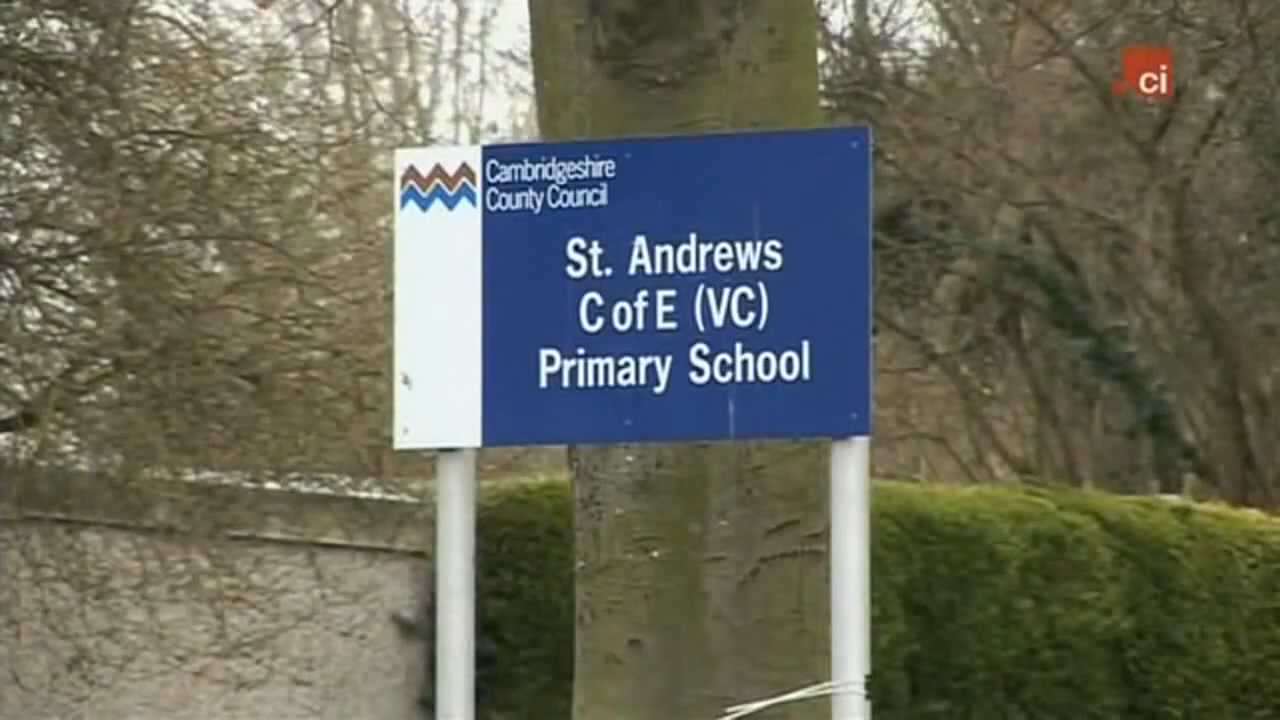 ci
Cambridgeshire
County Council
St. Andrews
C of E (VC)
Primary School